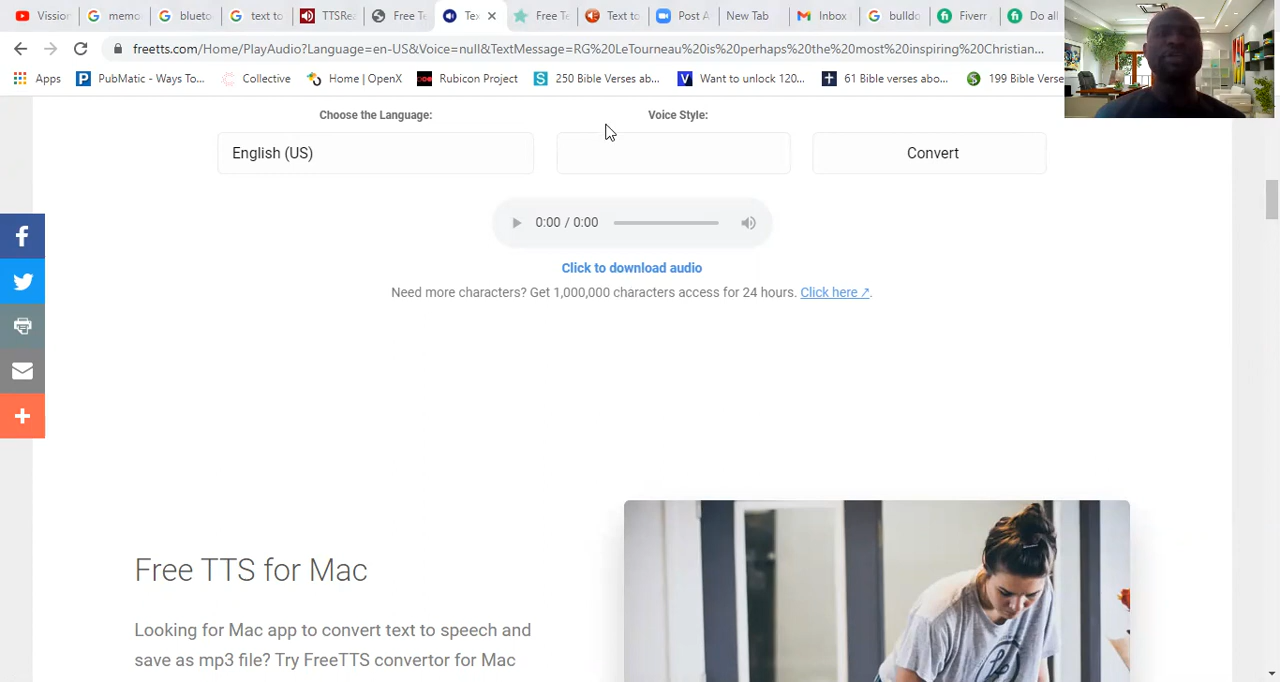 Vission
memo
blueto
text to
TTSRea
Free Te
Tex
Free Te
Text to
Post A
New Tab
Inbox
bulldo
Fiverr
Do all
freetts.com/Home/PlayAudio?Language=en-US&Voice=null&TextMessage=RG%20LeTourneau%20is%20perhaps%20the%20most%20inspiring%20Christian...
Apps
PubMatic - Ways To...
Collective
Home | OpenX
Rubicon Project
250 Bible Verses ab...
Want to unlock 120...
61 Bible verses abo...
199 Bible Verse
Choose the Language:
Voice Style:
English (US)
Convert
0:00 / 0:00
Click to download audio
Need more characters? Get 1,000,000 characters access for 24 hours. Click here ↗.
Free TTS for Mac
Looking for Mac app to convert text to speech and
save as mp3 file? Try FreeTTS convertor for Mac